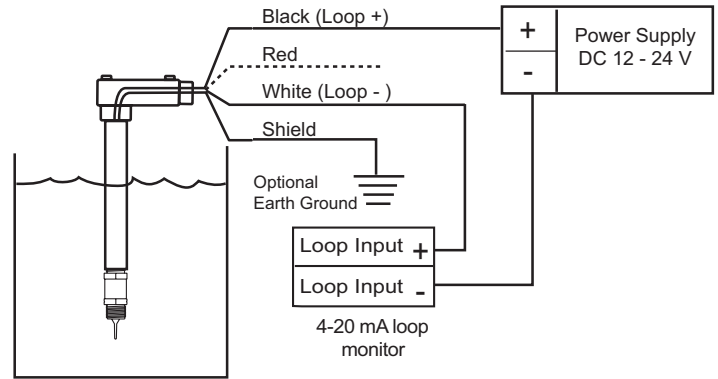 Black (Loop +)
Red
White (Loop - )
Shield
Optional
Earth Ground
+
-
Power Supply
DC 12 - 24 V
Loop Input +
Loop Input -
4-20 mA loop
monitor